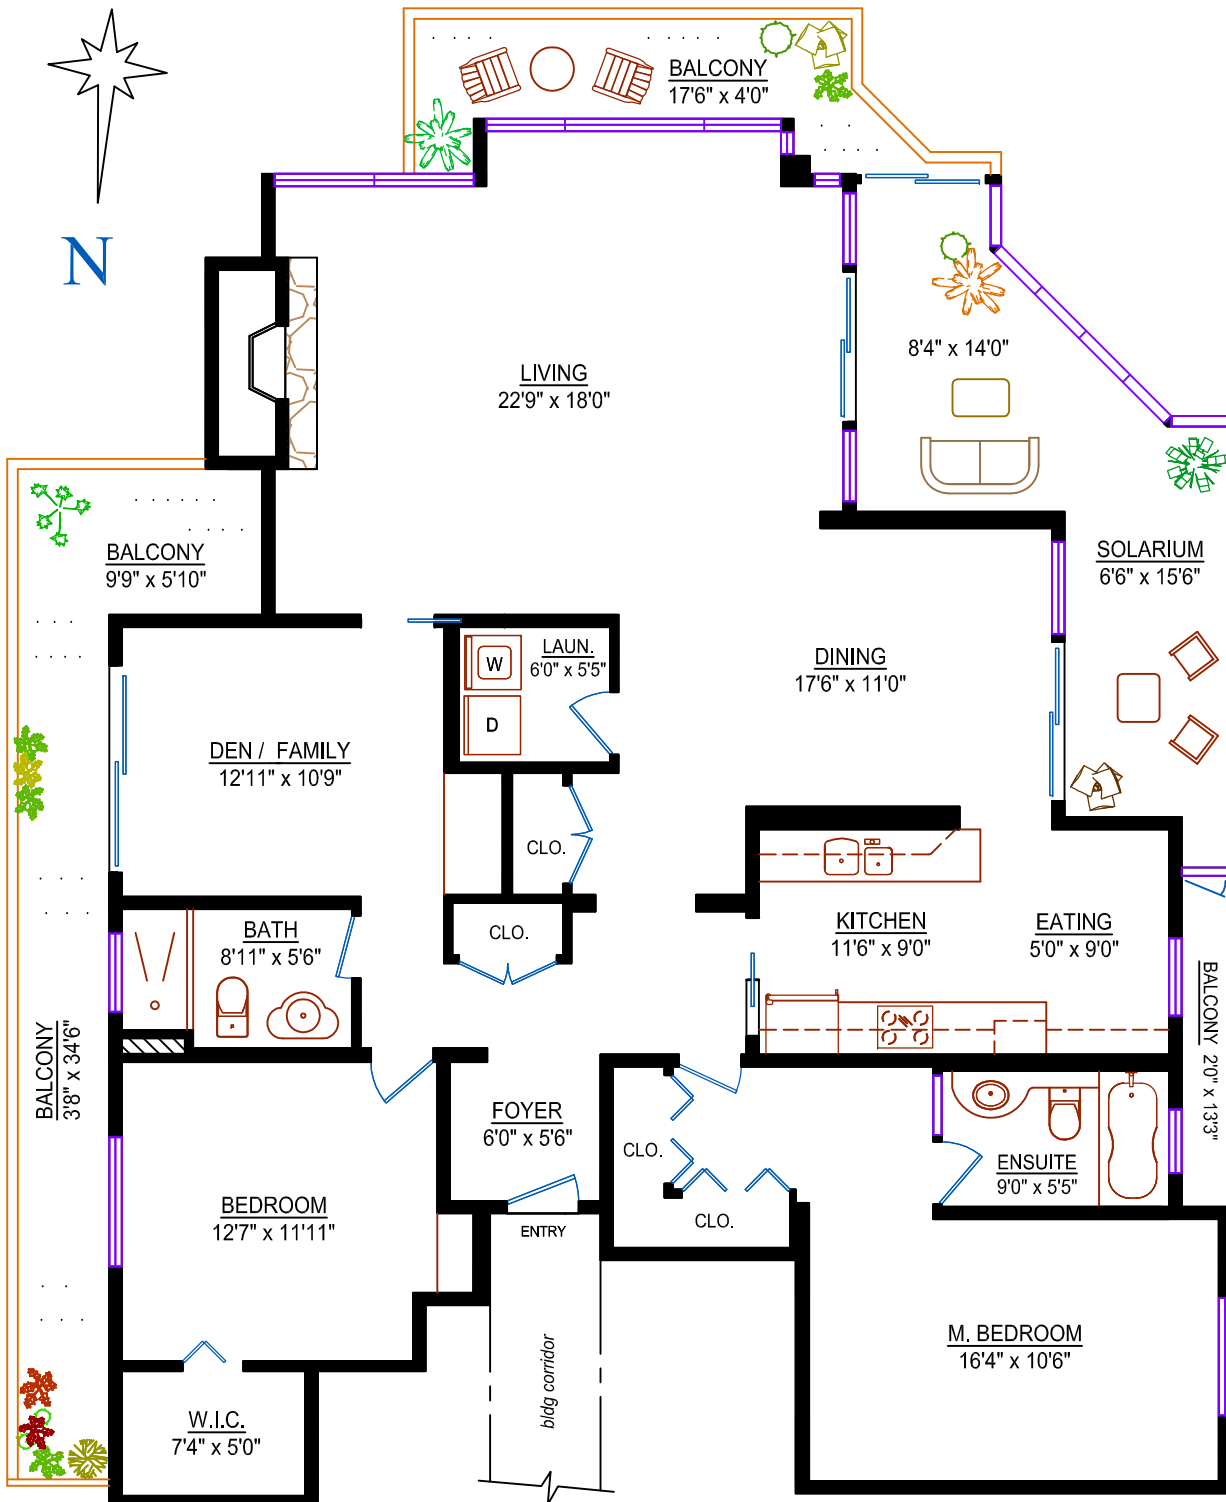 BALCONY
17'6" x 4'0"
N
8'4" x 14'0"
LIVING
22'9" x 18'0"
BALCONY
9'9" x 5'10"
SOLARIUM
6'6" x 15'6"
LAUN.
6'0" x 5'5"
W
D
DINING
17'6" x 11'0"
DEN / FAMILY
12'11" x 10'9"
CLO.
CLO.
BATH
8'11" x 5'6"
KITCHEN
11'6" x 9'0"
EATING
5'0" x 9'0"
BALCONY 2'0" x 13'3"
BALCONY
3'8" x 34'6"
FOYER
6'0" x 5'6"
CLO.
ENSUITE
9'0" x 5'5"
BEDROOM
12'7" x 11'11"
CLO.
ENTRY
M. BEDROOM
16'4" x 10'6"
bldg corridor
W.I.C.
7'4" x 5'0"